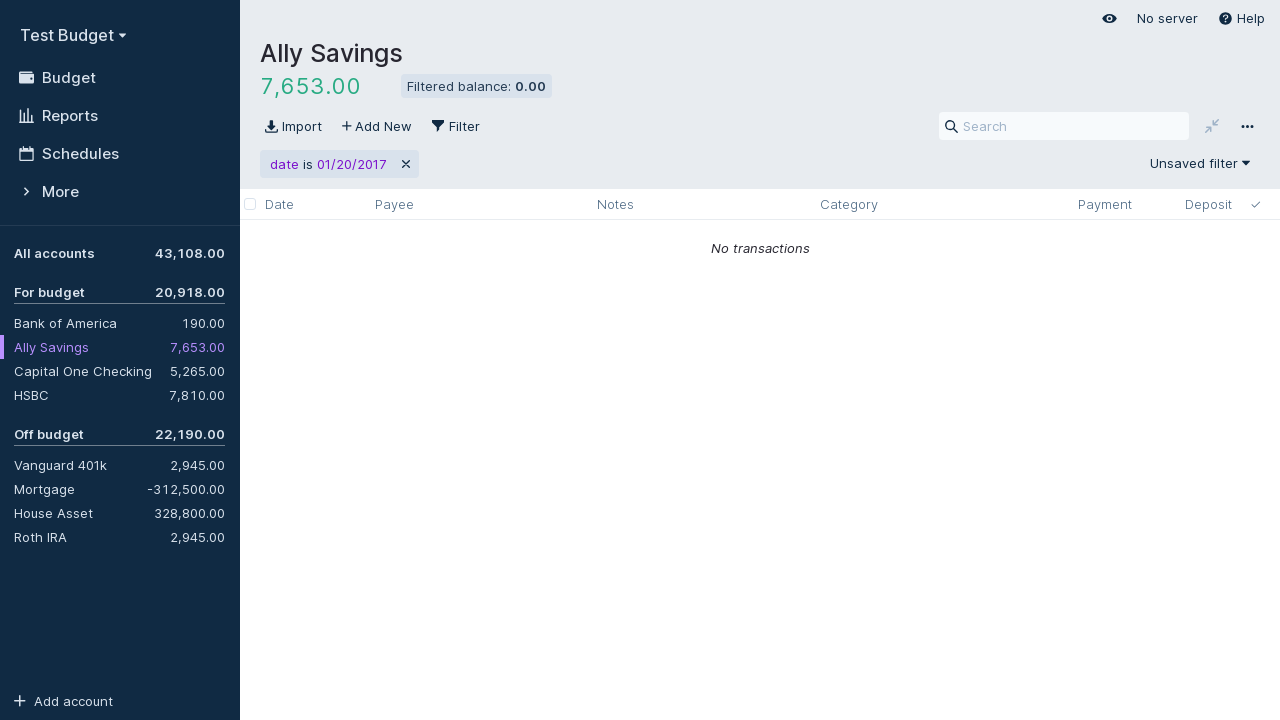 Test Budget
Budget
Reports
Schedules
More
All accounts 43,108.00
For budget 20,918.00
Bank of America 190.00
Ally Savings 7,653.00
Capital One Checking 5,265.00
HSBC 7,810.00
Off budget 22,190.00
Vanguard 401k 2,945.00
Mortgage -312,500.00
House Asset 328,800.00
Roth IRA 2,945.00
Add account
No server Help
Ally Savings
7,653.00 Filtered balance: 0.00
Import Add New Filter Search
date is 01/20/2017 Unsaved filter
Date Payee Notes Category Payment Deposit
No transactions